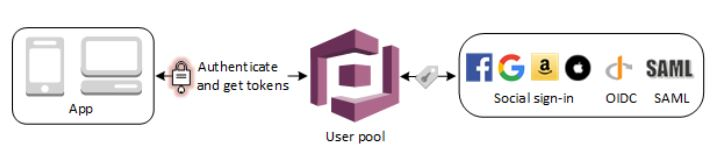 App
Authenticate
and get tokens
User pool
f G a
SAML
Social sign-in OIDC SAML